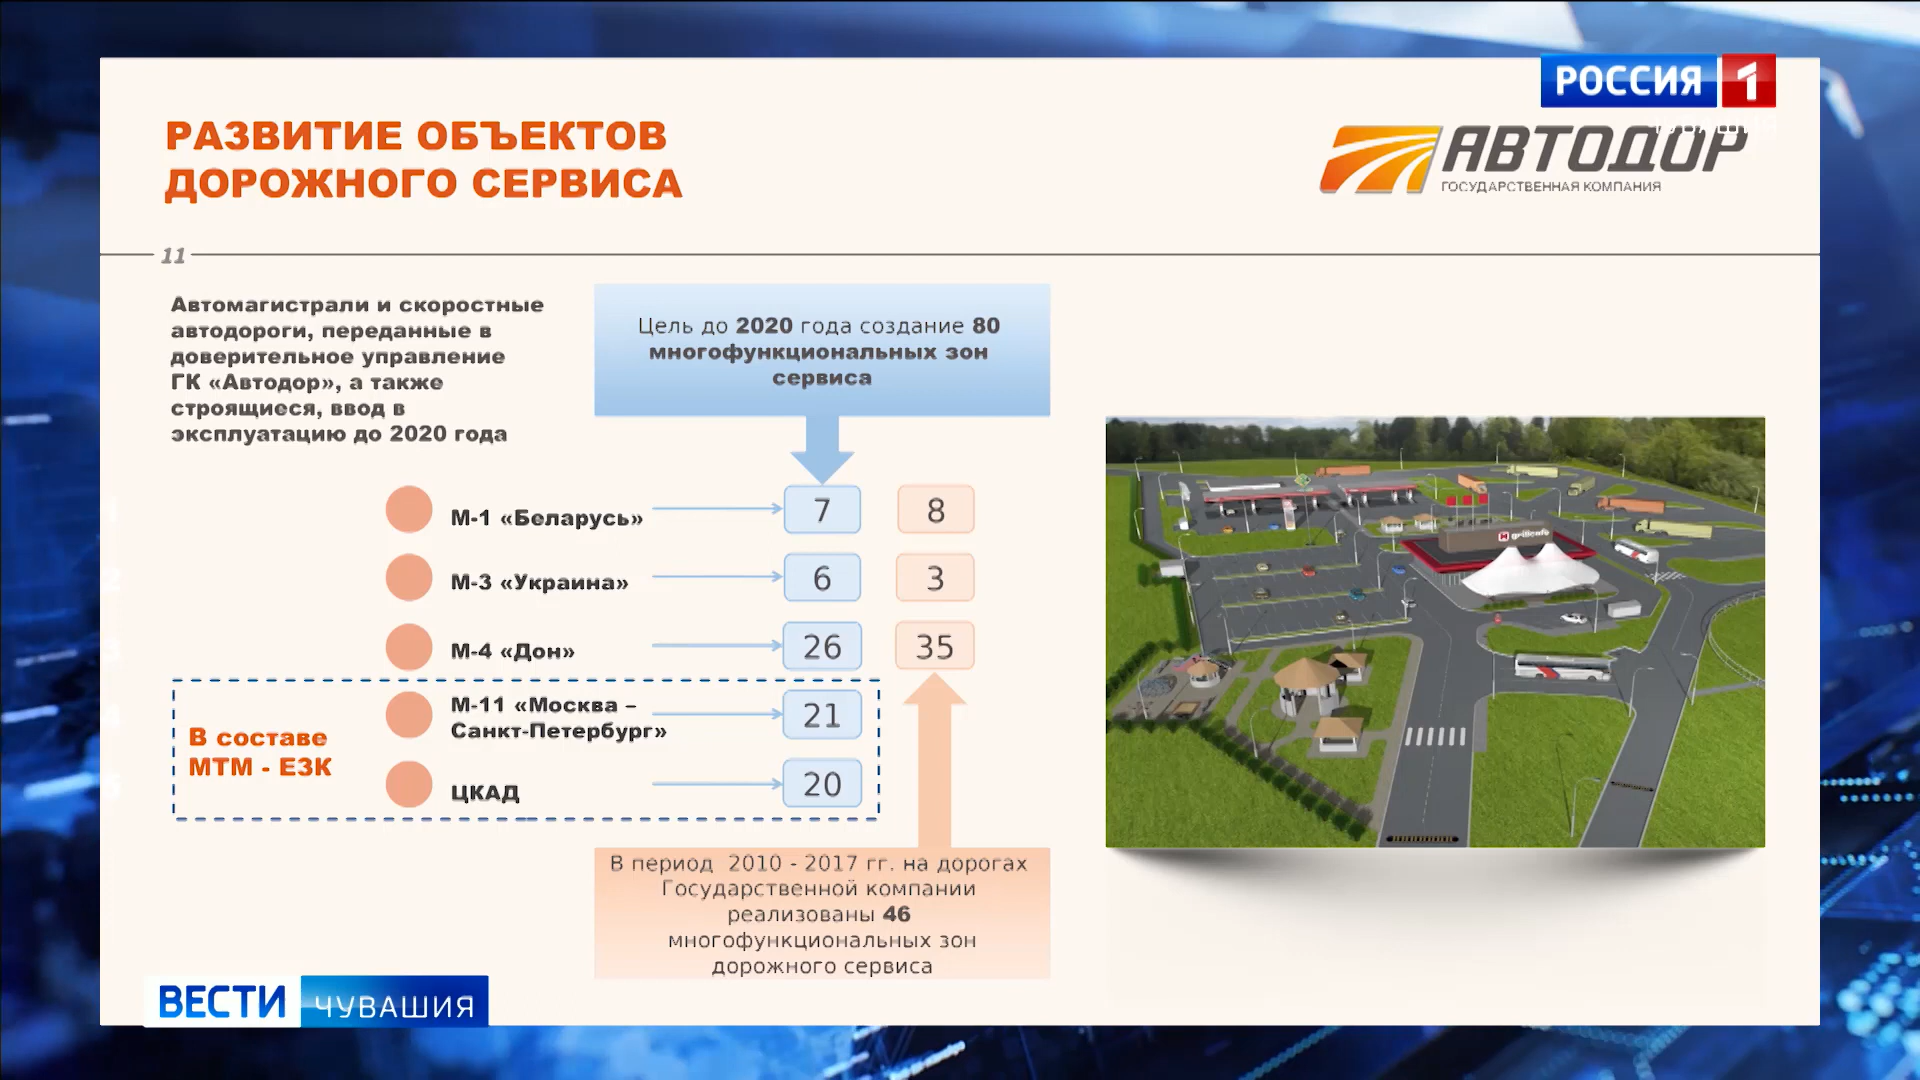 РОССИЯ 1
ЧУВАШИЯ
РАЗВИТИЕ ОБЪЕКТОВ
ДОРОЖНОГО СЕРВИСА
АВТОДОР
ГОСУДАРСТВЕННАЯ КОМПАНИЯ
11
Автомагистрали и скоростные
автодороги, переданные в
доверительное управление
ГК «Автодор», а также
строящиеся, ввод в
эксплуатацию до 2020 года
Цель до 2020 года создание 80
многофункциональных зон
сервиса
М-1 «Беларусь» 7 8
М-3 «Украина» 6 3
М-4 «Дон» 26 35
В составе
МТМ - ЕЗК
М-11 «Москва –
Санкт-Петербург» 21
ЦКАД 20
В период 2010 - 2017 гг. на дорогах
Государственной компании
реализованы 46
многофункциональных зон
дорожного сервиса
grillcafe
ВЕСТИ ЧУВАШИЯ